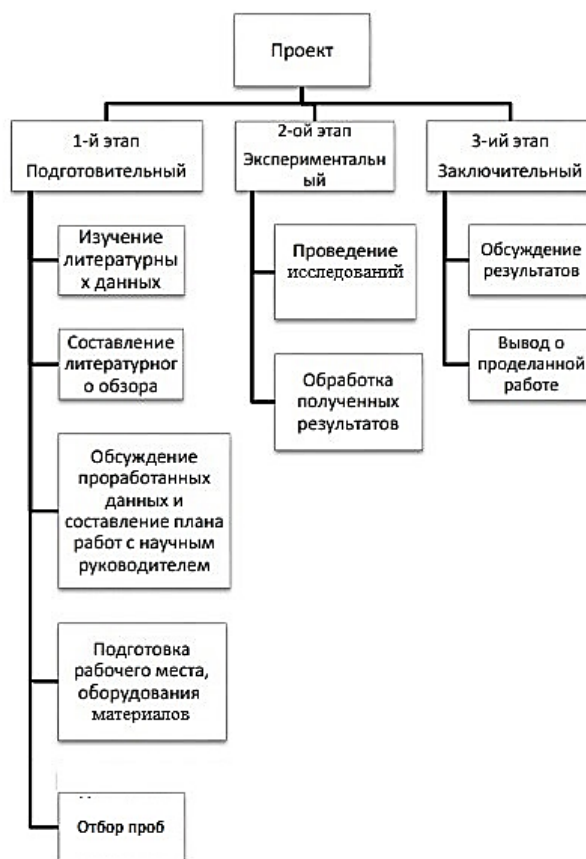 Проект
1-й этап
Подготовительный
Изучение
литературны
х данных
Составление
литературног
о обзора
Обсуждение
проработанных
данных и
составление плана
работ с научным
руководителем
Подготовка
рабочего места,
оборудования
материалов
Отбор проб
2-ой этап
Экспериментальн
ый
Проведение
исследований
Обработка
полученных
результатов
3-ий этап
Заключительный
Обсуждение
результатов
Вывод о
проделанной
работе